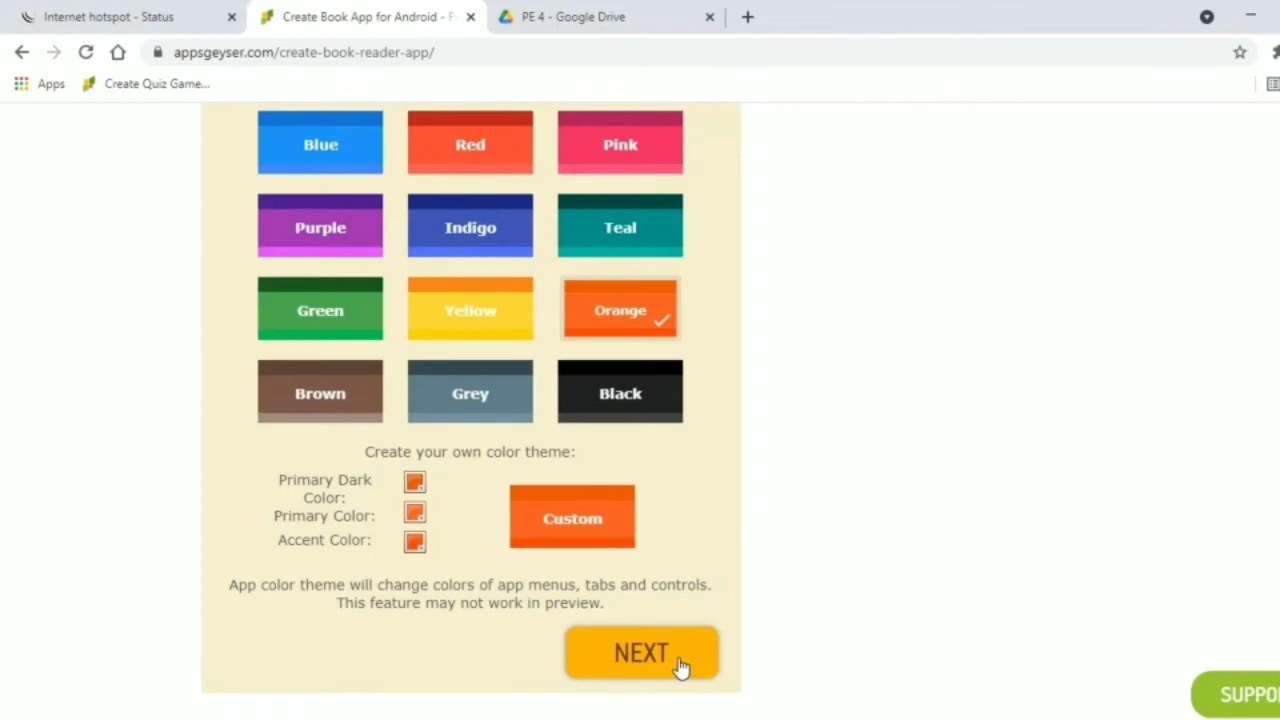 Internet hotspot - Status
Create Book App for Android - F
PE 4 - Google Drive
appsgeyser.com/create-book-reader-app/
Apps
Create Quiz Game...
Blue Red Pink
Purple Indigo Teal
Green Yellow Orange
Brown Grey Black
Create your own color theme:
Primary Dark
Color:
Primary Color:
Accent Color:
Custom
App color theme will change colors of app menus, tabs and controls.
This feature may not work in preview.
NEXT
SUPPO